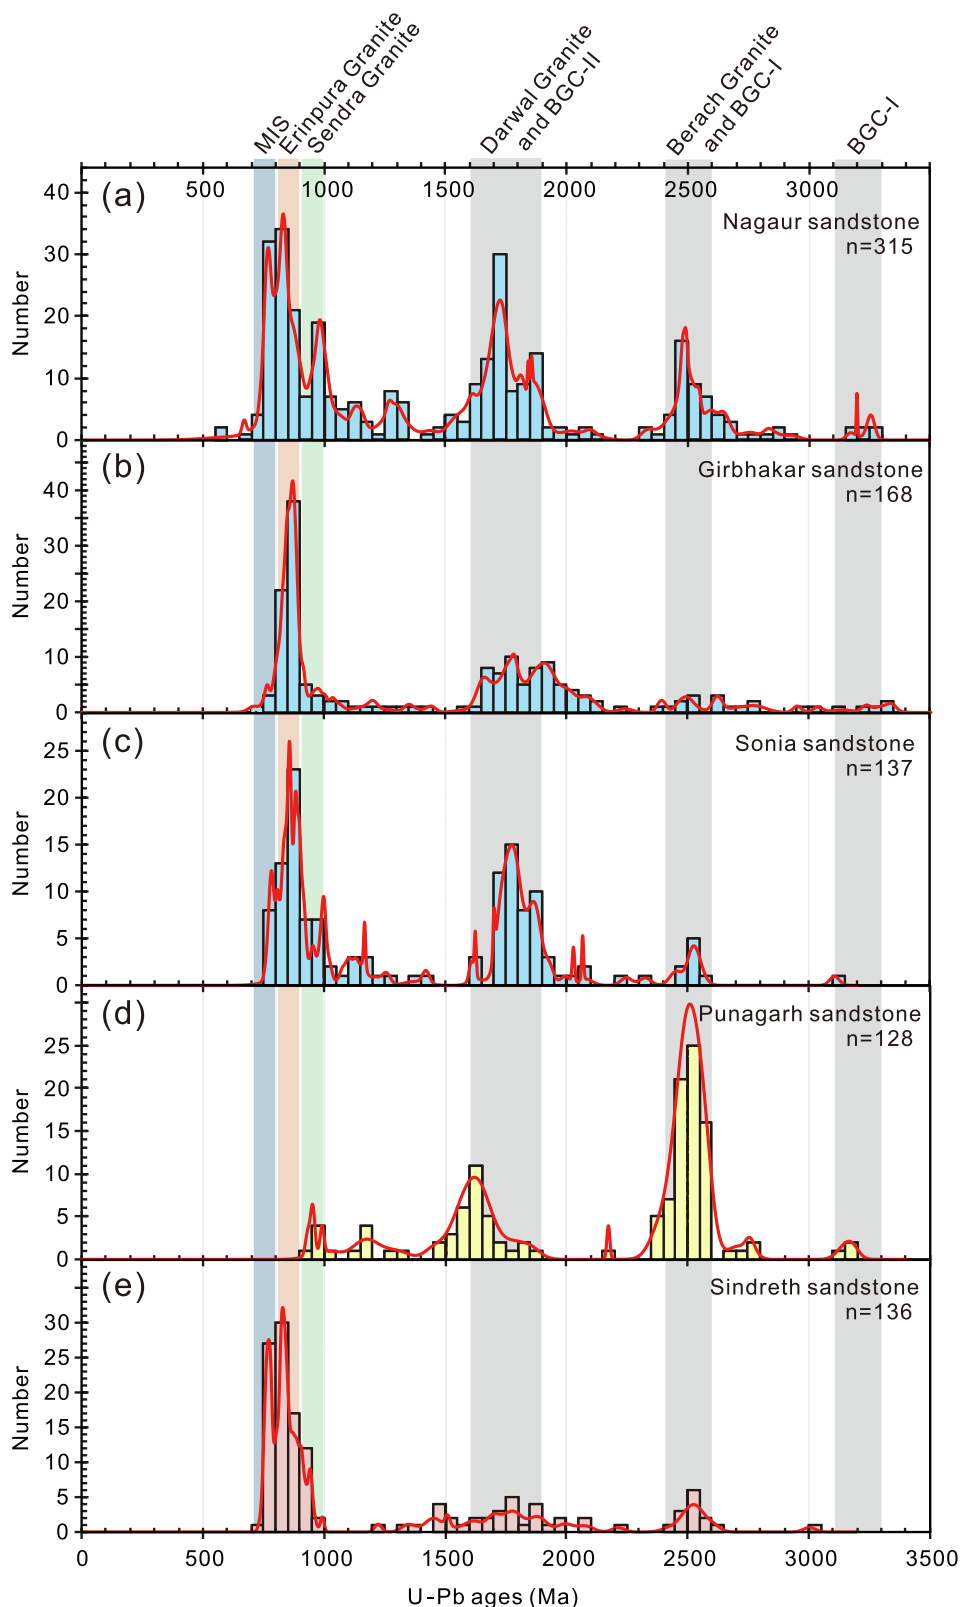 MIS
Erinpura Granite
Sendra Granite
Darwal Granite
and BGC-II
Berach Granite
and BGC-I
BGC-I
(a)
500 1000 1500 2000 2500 3000
Nagaur sandstone
n=315
40
30
20
10
0
Number
(b)
Girbhakar sandstone
n=168
40
30
20
10
0
Number
(c)
Sonia sandstone
n=137
25
20
15
10
5
0
Number
(d)
Punagarh sandstone
n=128
25
20
15
10
5
0
Number
(e)
Sindreth sandstone
n=136
30
25
20
15
10
5
0
Number
0 500 1000 1500 2000 2500 3000 3500
U-Pb ages (Ma)